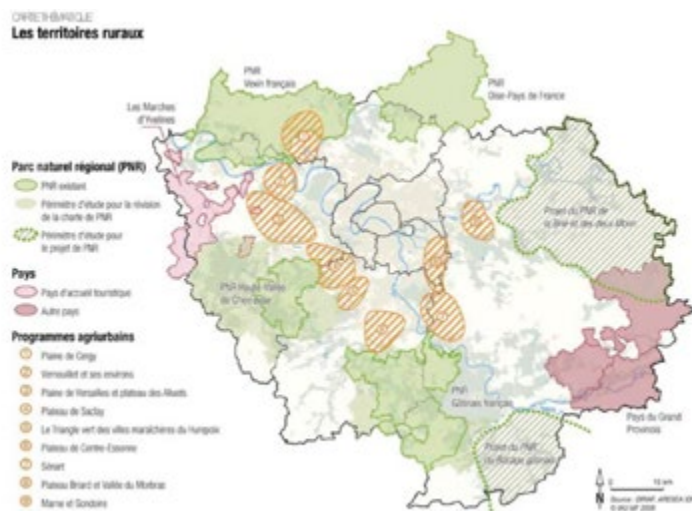 CARTE THÉMATIQUE
Les territoires ruraux
PNR
Vexin français
PNR
Oise-Pays de France
Les Marches
d'Yvelines
Parc naturel régional (PNR)
PNR existant
Périmètre d'étude pour la révision
de la charte de PNR
Périmètre d'étude pour
le projet de PNR
Projet du PNR de
la Brie et des deux Morin
Pays
Pays d'accueil touristique
Autre pays
PNR Haute Vallée
de Chevreuse
Programmes agriurbains
Plaine de Cergy
Vernouillet et ses environs
Plaine de Versailles et plateau des Alluets
Plateau de Saclay
Le Triangle vert des villes maraîchères du Hurepoix
Plateau de Centre-Essonne
Sénart
Plateau Briard et Vallée du Morbras
Marne et Gondoire
PNR
Gâtinais français
Projet du PNR
du Bocage gâtinais
Pays du Grand
Provinois
N
0 10 km